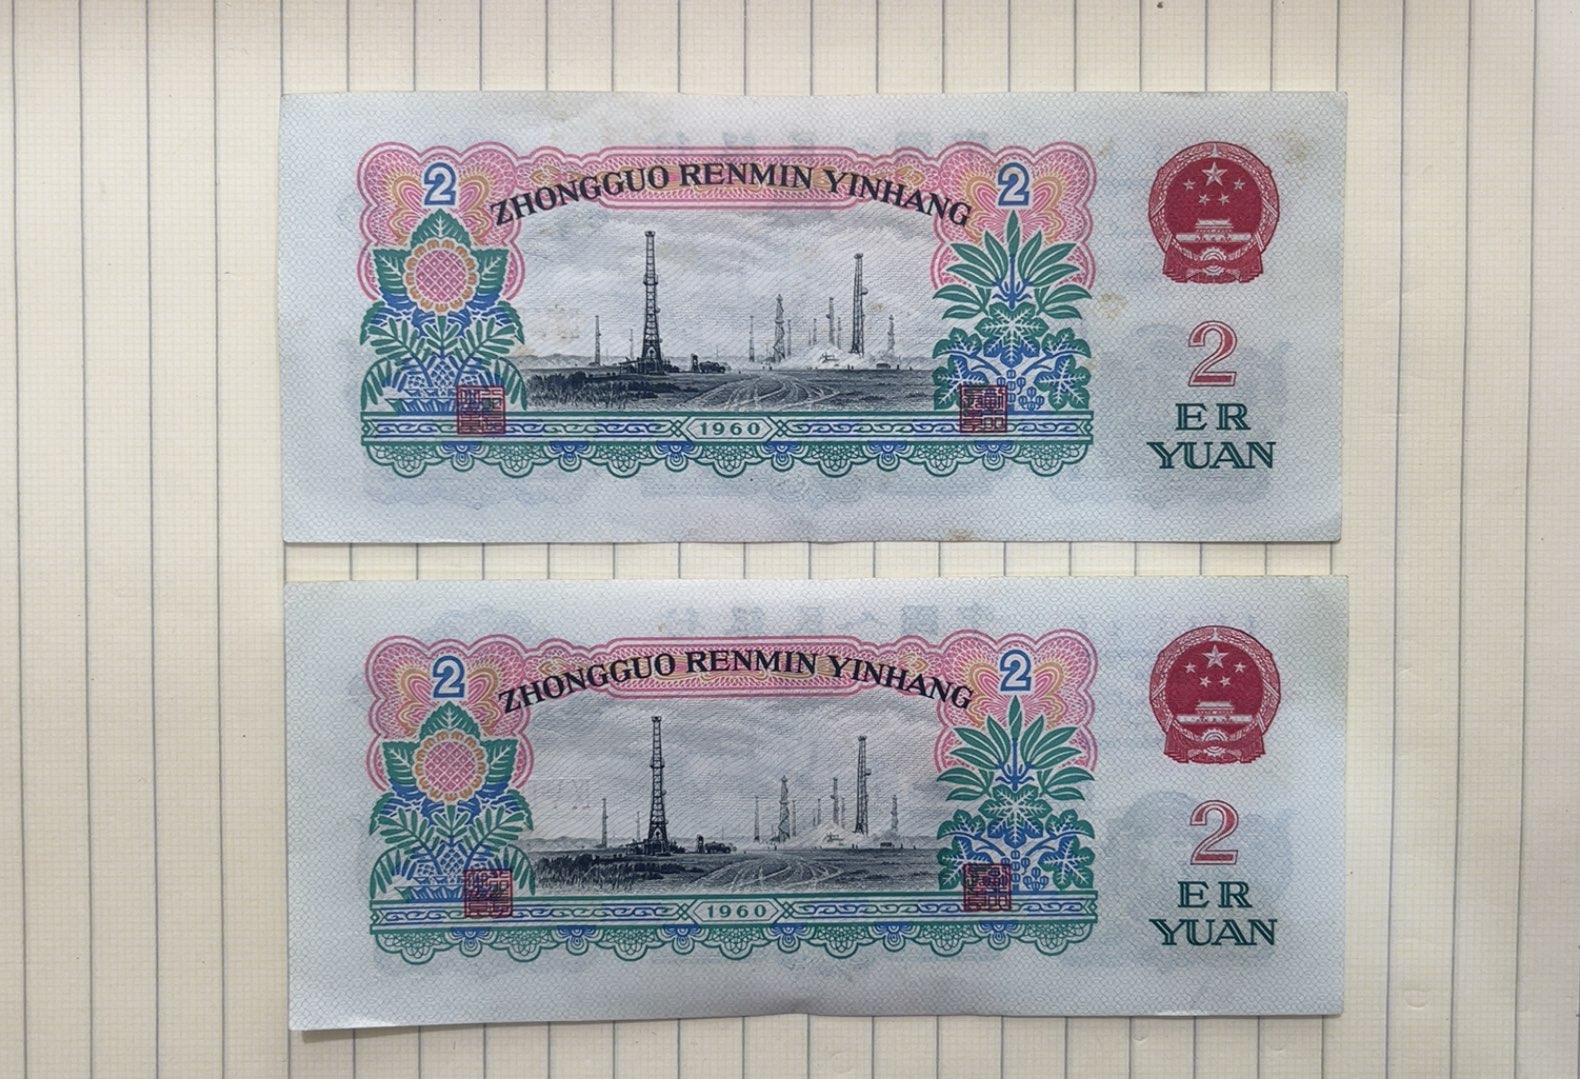 2
ZHONGGUO RENMIN YINHANG
2
2
ER
YUAN
1960
2
ZHONGGUO RENMIN YINHANG
2
2
ER
YUAN
1960